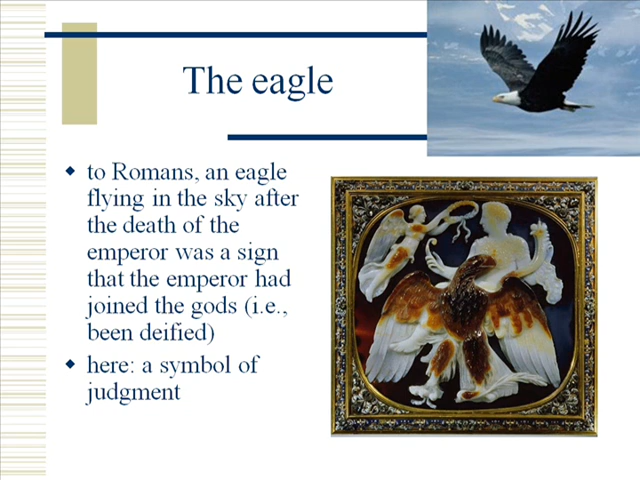 The eagle
to Romans, an eagle
flying in the sky after
the death of the
emperor was a sign
that the emperor had
joined the gods (i.e.,
been deified)
here: a symbol of
judgment